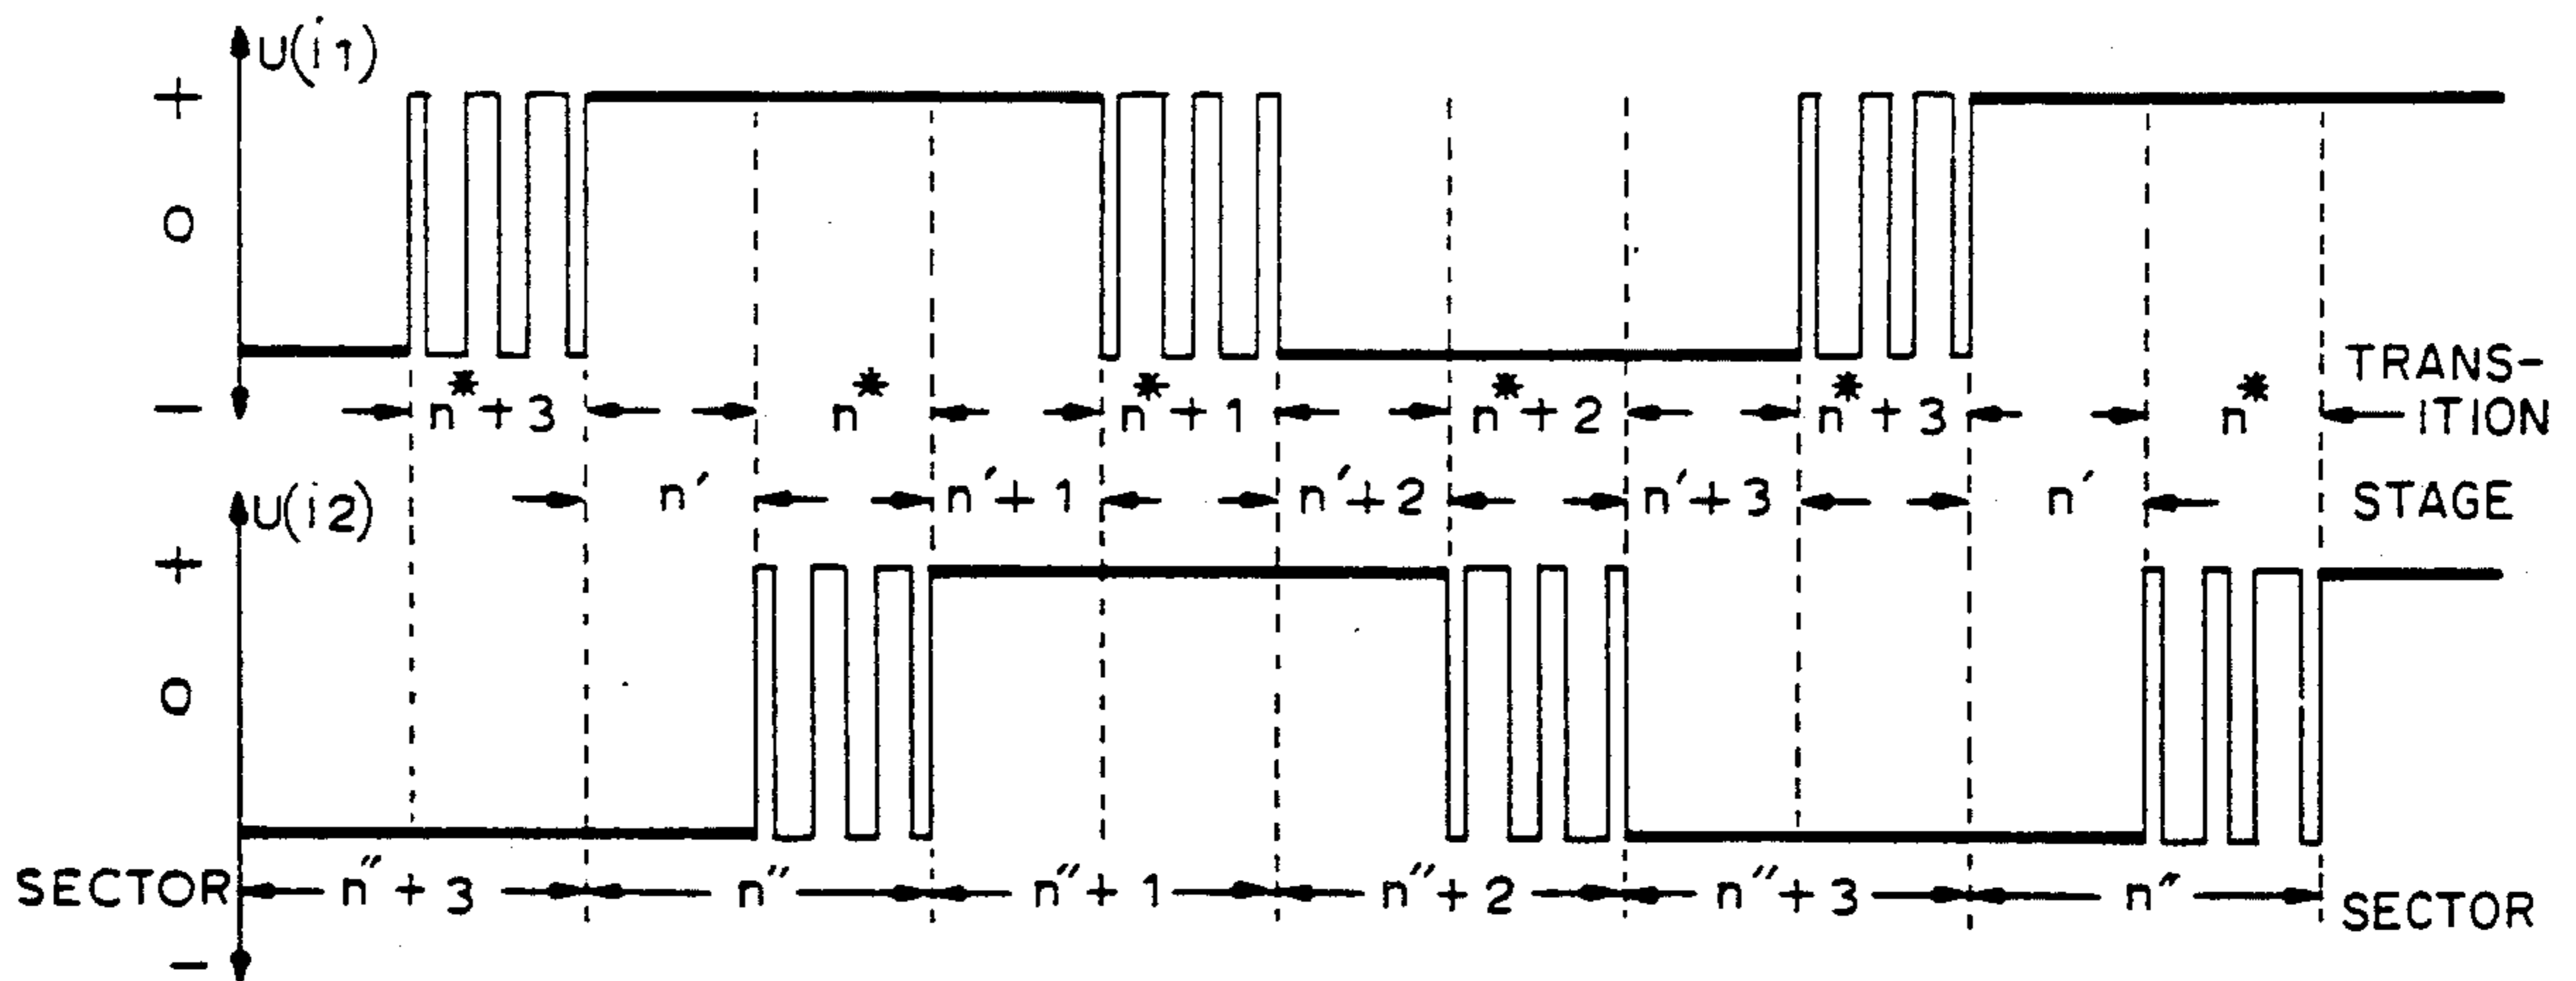 U(i1)
+
0
−
n*+3 n* n*+1 n*+2 n*+3 n* TRANS-
ITION
n′ n′+1 n′+2 n′+3 n′ STAGE
U(i2)
+
0
SECTOR n″+3 n″ n″+1 n″+2 n″+3 n″ SECTOR
−